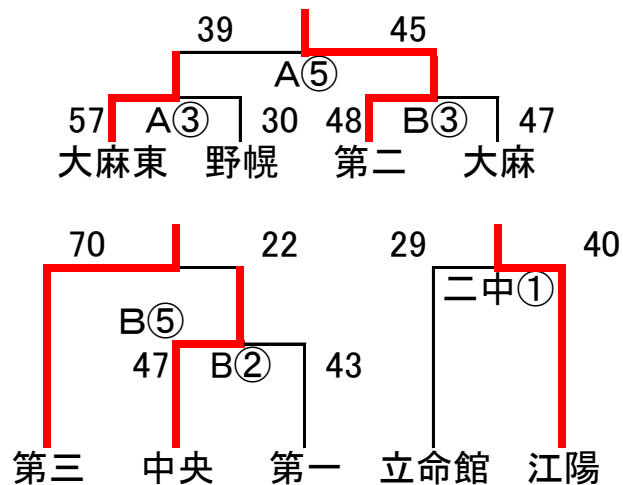 39 45
A⑤
57 A③ 30 48 B③ 47
大麻東 野幌 第二 大麻
70 22 29 40
二中①
B⑤
47 B② 43
第三 中央 第一 立命館 江陽